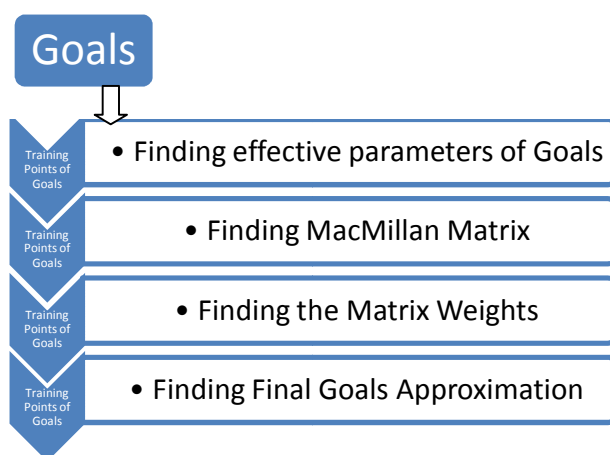 Goals
Training
Points of
Goals
• Finding effective parameters of Goals
Training
Points of
Goals
• Finding MacMillan Matrix
Training
Points of
Goals
• Finding the Matrix Weights
Training
Points of
Goals
• Finding Final Goals Approximation